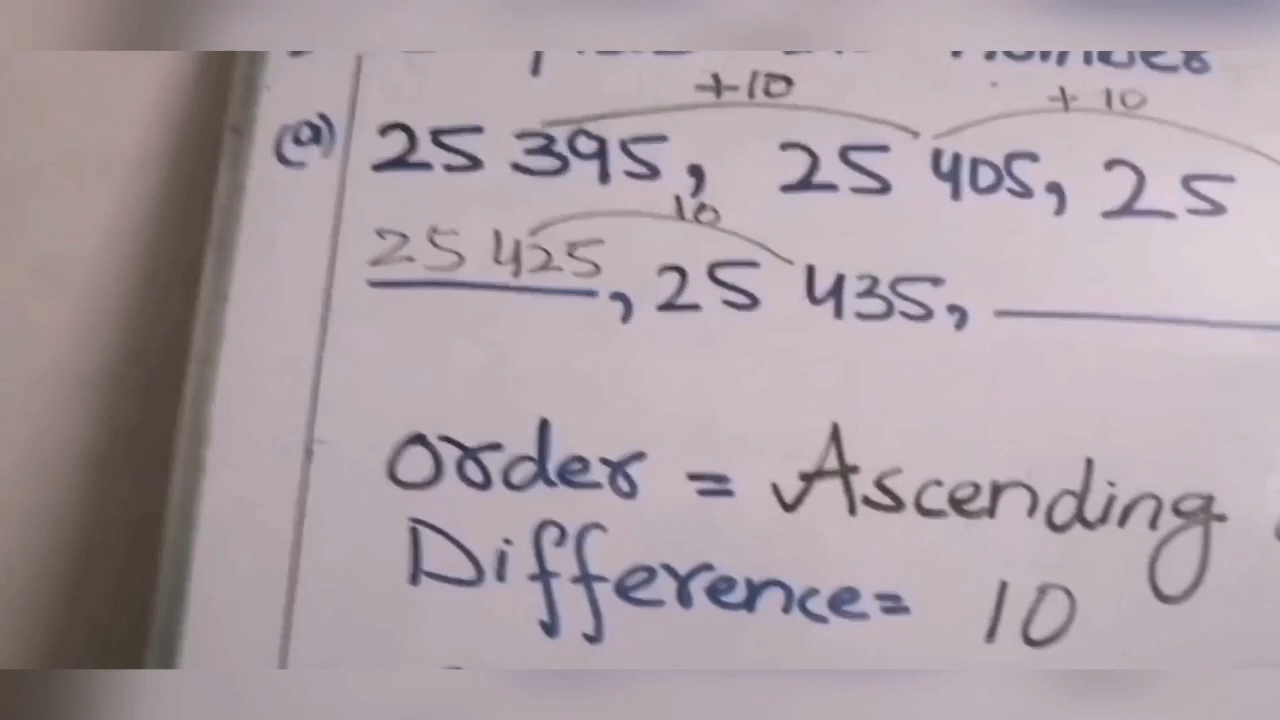 +10 + 10
(a) 25 395, 25 405, 25
10
25 425, 25 435,
Order = Ascending
Difference= 10